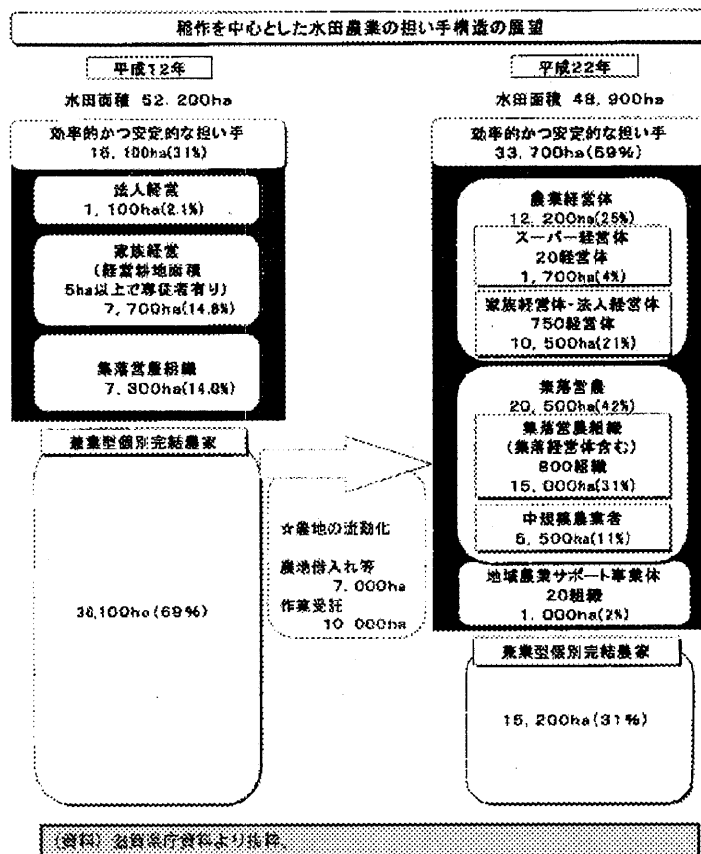 稲作を中心とした水田農業の担い手構造の展望
平成12年
水田面積 52,200ha
効率的かつ安定的な担い手
16,100ha(31%)
法人経営
1,100ha(2.1%)
家族経営
(経営耕地面積
5ha以上で専従者有り)
7,700ha(14.8%)
集落営農組織
7,300ha(14.0%)
兼業型個別完結農家
36,100ha(69%)
☆農地の流動化
農地借入れ等
7,000ha
作業受託
10,000ha
平成22年
水田面積 48,900ha
効率的かつ安定的な担い手
33,700ha(69%)
農業経営体
12,200ha(25%)
スーパー経営体
20経営体
1,700ha(4%)
家族経営体・法人経営体
750経営体
10,500ha(21%)
集落営農
20,500ha(42%)
集落営農組織
(集落経営体含む)
800組織
15,000ha(31%)
中規模農業者
5,500ha(11%)
地域農業サポート事業体
20組織
1,000ha(2%)
兼業型個別完結農家
15,200ha(31%)
(資料) 滋賀県庁資料より抜粋。